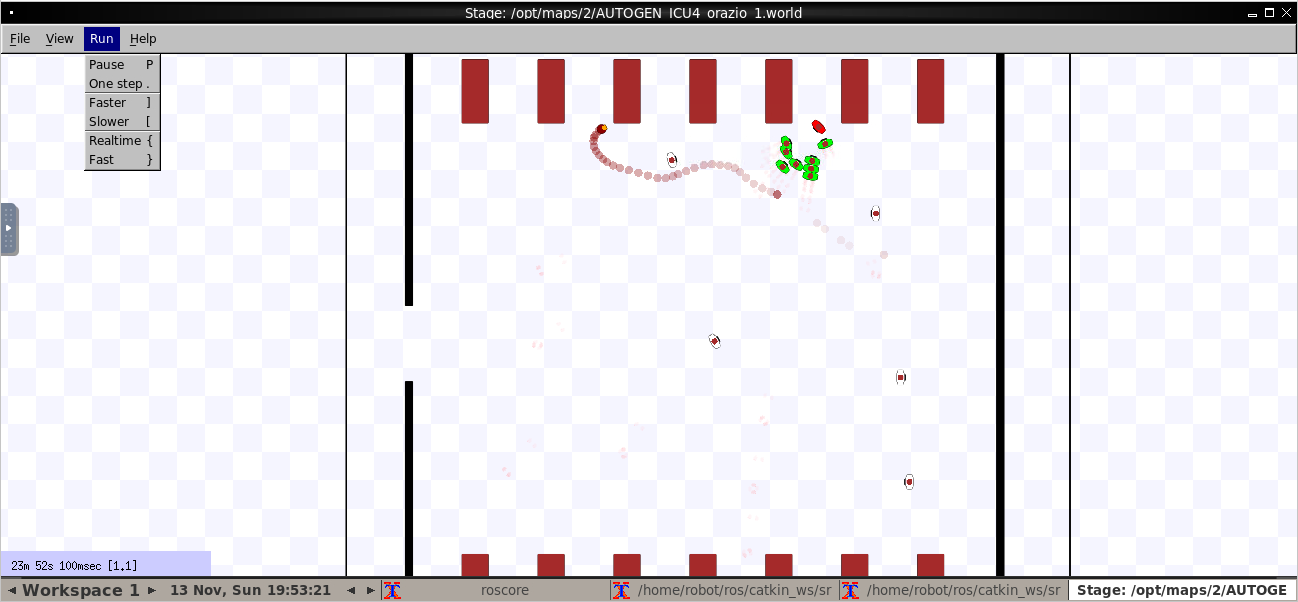 Stage: /opt/maps/2/AUTOGEN_ICU4_orazio_1.world
File View Run Help
Pause P
One step .
Faster ]
Slower [
Realtime {
Fast }
23m 52s 100msec [1.1]
Workspace 1 13 Nov, Sun 19:53:21 roscore /home/robot/ros/catkin_ws/sr /home/robot/ros/catkin_ws/sr Stage: /opt/maps/2/AUTOGE